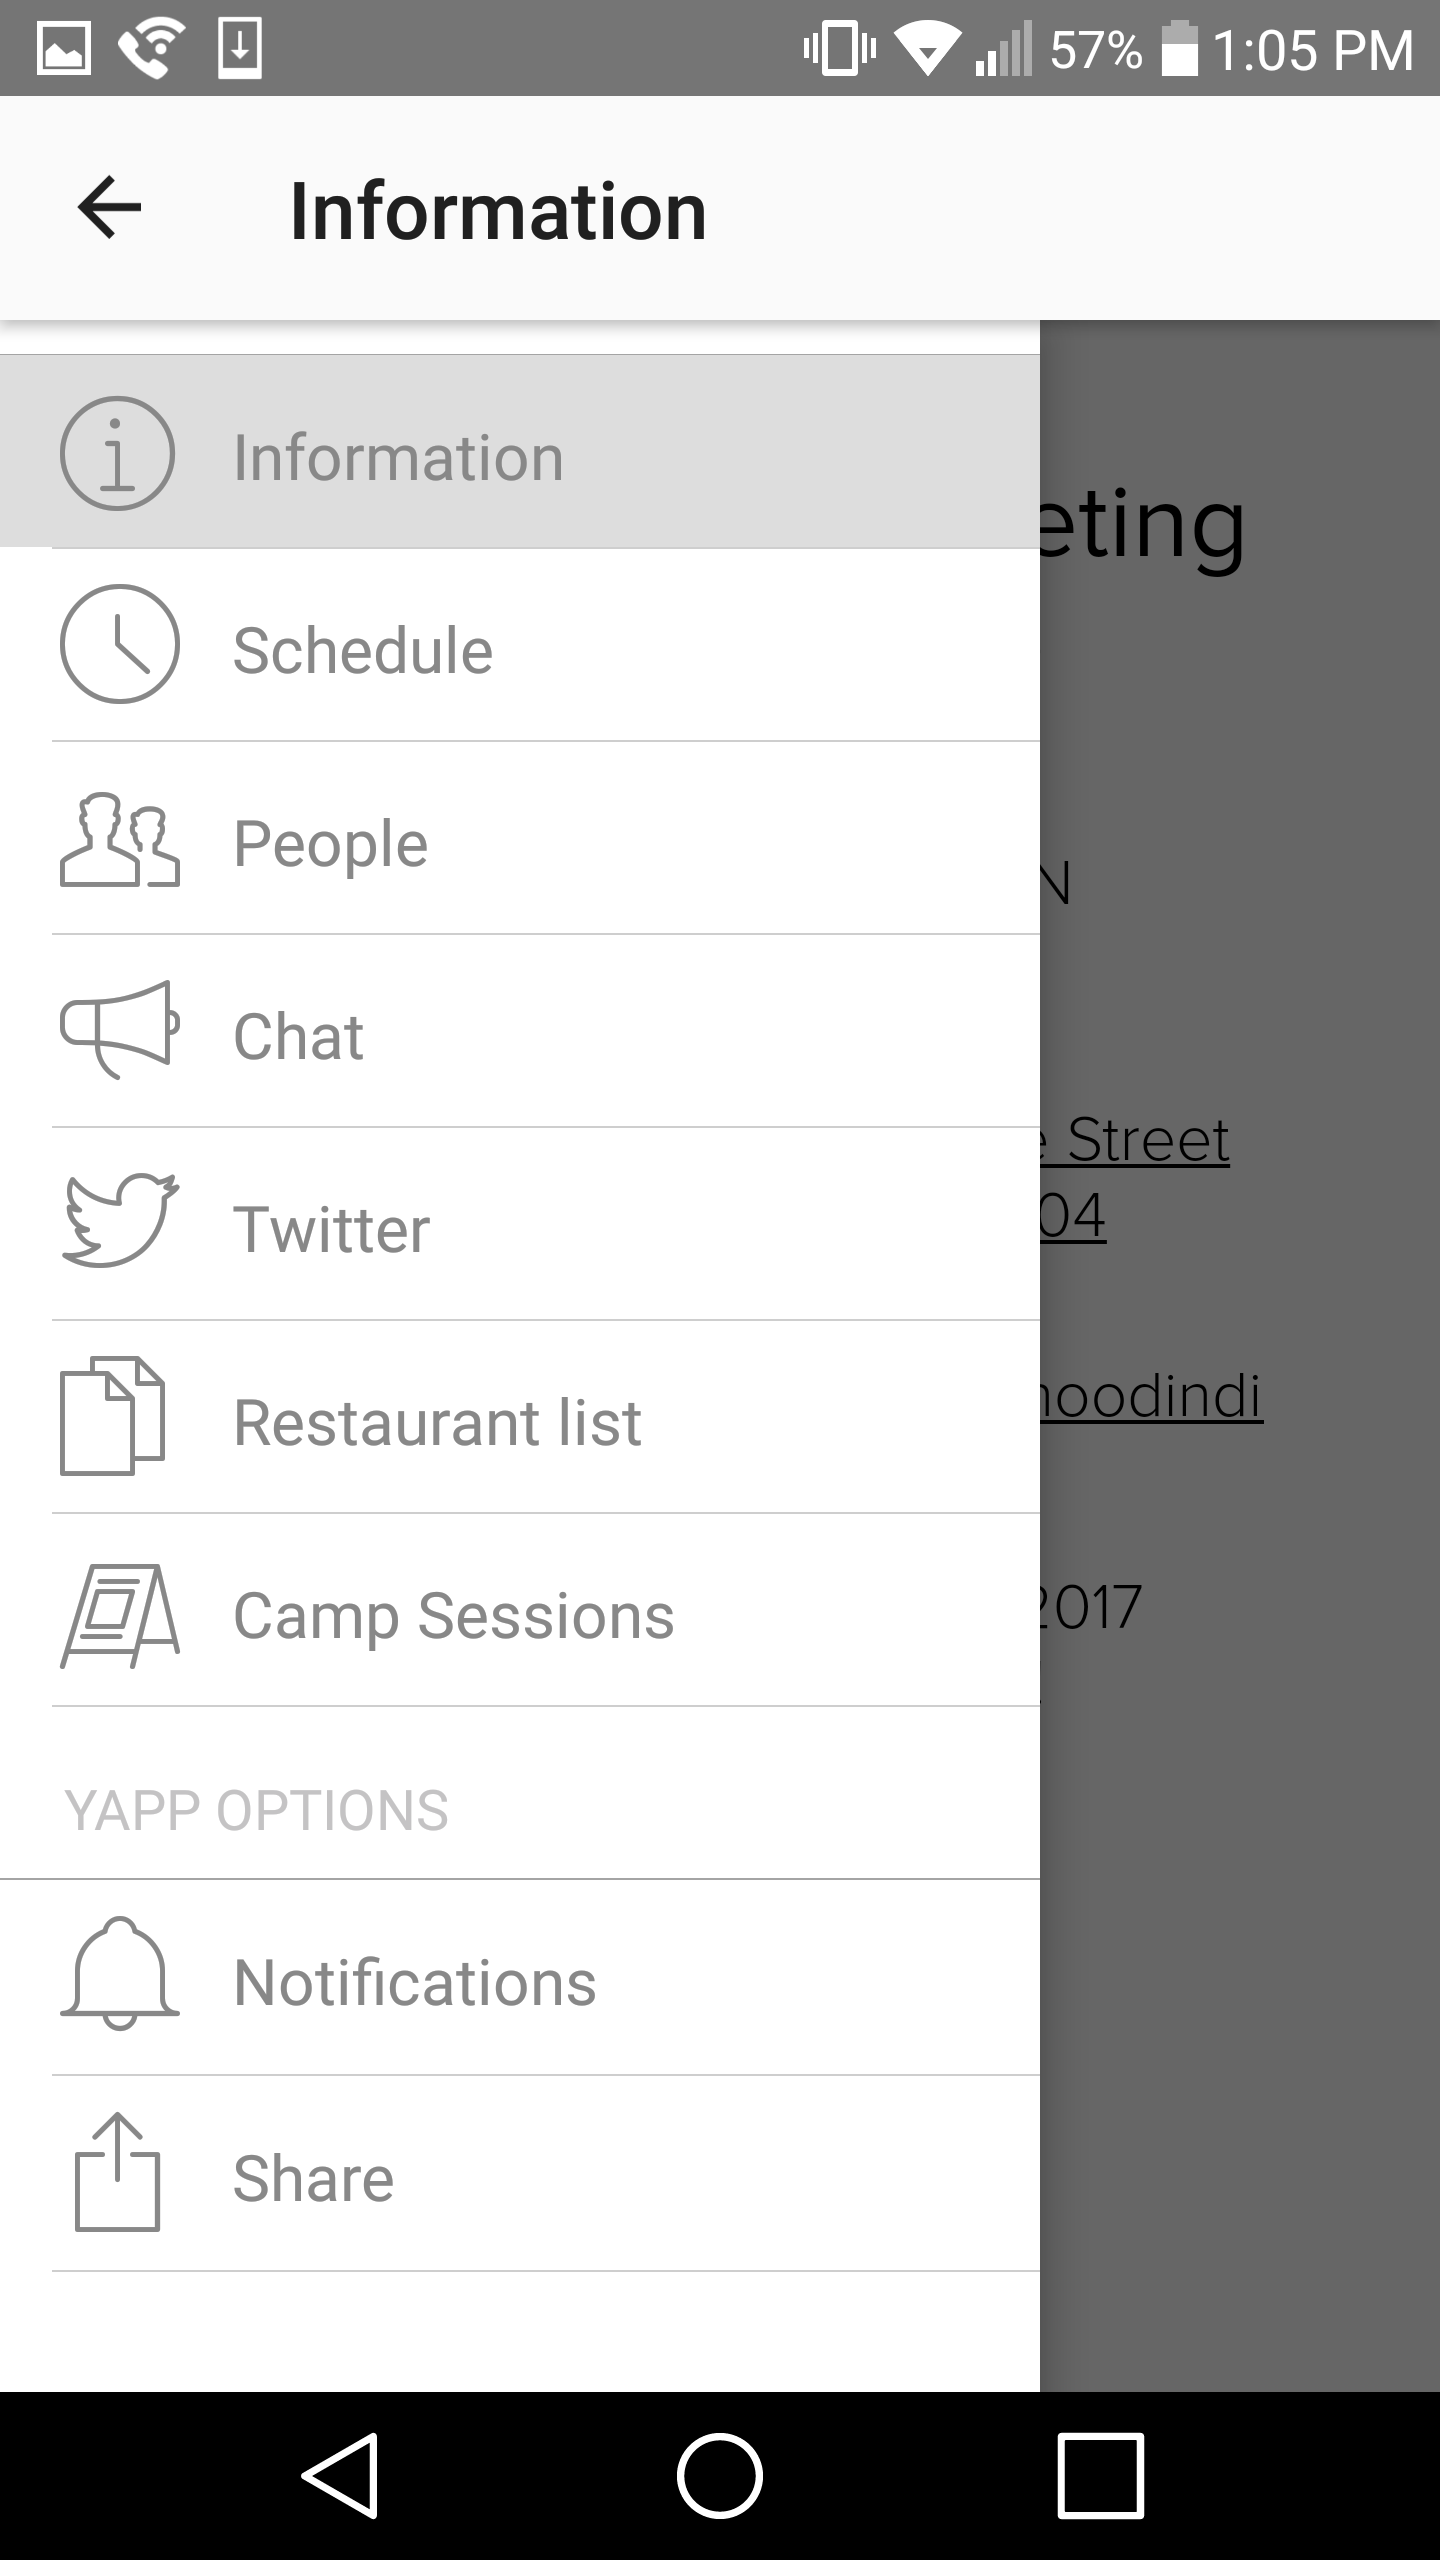 57% 1:05 PM
Information
Information
Schedule
People
Chat
Twitter
Restaurant list
Camp Sessions
YAPP OPTIONS
Notifications
Share
eting
N
Street
04
oodindi
2017